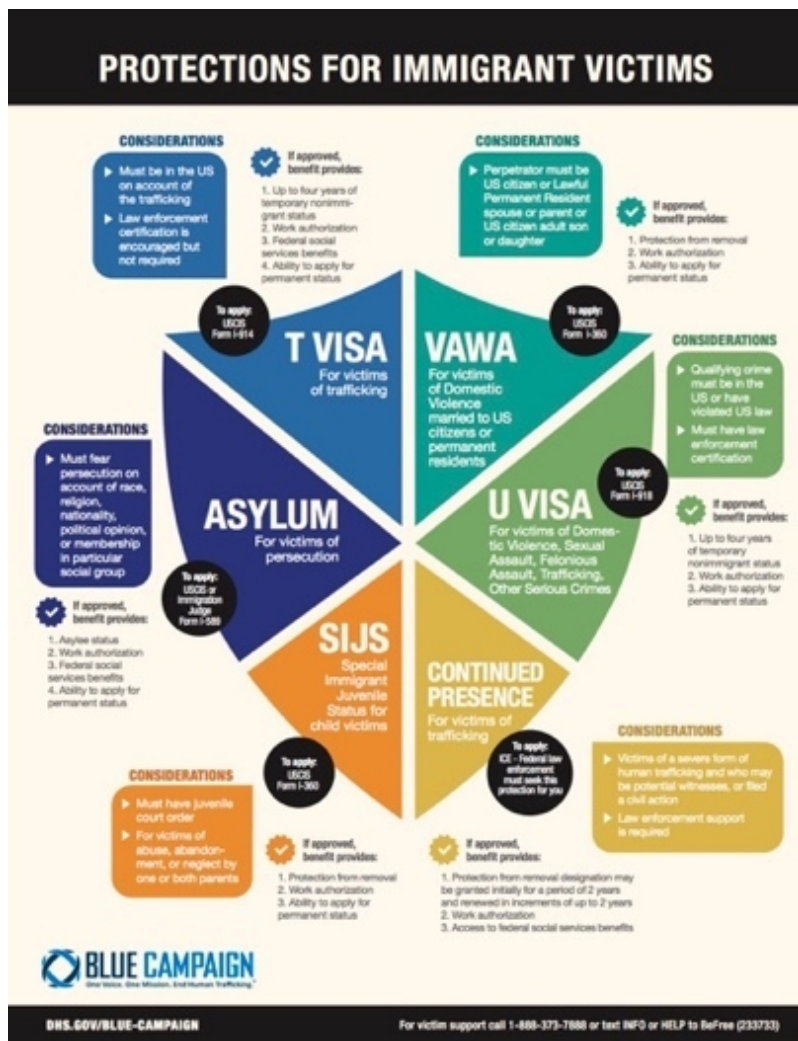 PROTECTIONS FOR IMMIGRANT VICTIMS
CONSIDERATIONS
Must be in the US
on account of
the trafficking
Law enforcement
certification is
encouraged but
not required
If approved,
benefit provides:
1. Up to four years of
temporary nonimmi-
grant status
2. Work authorization
3. Federal social
services benefits
4. Ability to apply for
permanent status
To apply:
USCIS
Form I-914
T VISA
For victims
of trafficking
CONSIDERATIONS
Perpetrator must be
US citizen or Lawful
Permanent Resident
spouse or parent or
US citizen adult son
or daughter
If approved,
benefit provides:
1. Protection from removal
2. Work authorization
3. Ability to apply for
permanent status
To apply:
USCIS
Form I-360
VAWA
For victims
of Domestic
Violence
married to US
citizens or
permanent
residents
CONSIDERATIONS
Qualifying crime
must be in the
US or have
violated US law
Must have law
enforcement
certification
To apply:
USCIS
Form I-918
If approved,
benefit provides:
1. Up to four years
of temporary
nonimmigrant status
2. Work authorization
3. Ability to apply for
permanent status
U VISA
For victims of Domes-
tic Violence, Sexual
Assault, Felonious
Assault, Trafficking,
Other Serious Crimes
CONSIDERATIONS
Must fear
persecution on
account of race,
religion,
nationality,
political opinion,
or membership
in particular
social group
ASYLUM
For victims of
persecution
To apply:
USCIS or
Immigration
Judge
Form I-589
If approved,
benefit provides:
1. Asylee status
2. Work authorization
3. Federal social
services benefits
4. Ability to apply for
permanent status
SIJS
Special
Immigrant
Juvenile
Status for
child victims
To apply:
USCIS
Form I-360
CONSIDERATIONS
Must have juvenile
court order
For victims of
abuse, abandon-
ment, or neglect by
one or both parents
If approved,
benefit provides:
1. Protection from removal
2. Work authorization
3. Ability to apply for
permanent status
CONTINUED
PRESENCE
For victims of
trafficking
To apply:
ICE - Federal law
enforcement
must seek this
protection for you
CONSIDERATIONS
Victims of a severe form of
human trafficking and who may
be potential witnesses, or filed
a civil action
Law enforcement support
is required
If approved,
benefit provides:
1. Protection from removal designation may
be granted initially for a period of 2 years
and renewed in increments of up to 2 years
2. Work authorization
3. Access to federal social services benefits
BLUE CAMPAIGN
One Voice. One Mission. End Human Trafficking.
DHS.GOV/BLUE-CAMPAIGN
For victim support call 1-888-373-7888 or text INFO or HELP to BeFree (233733)